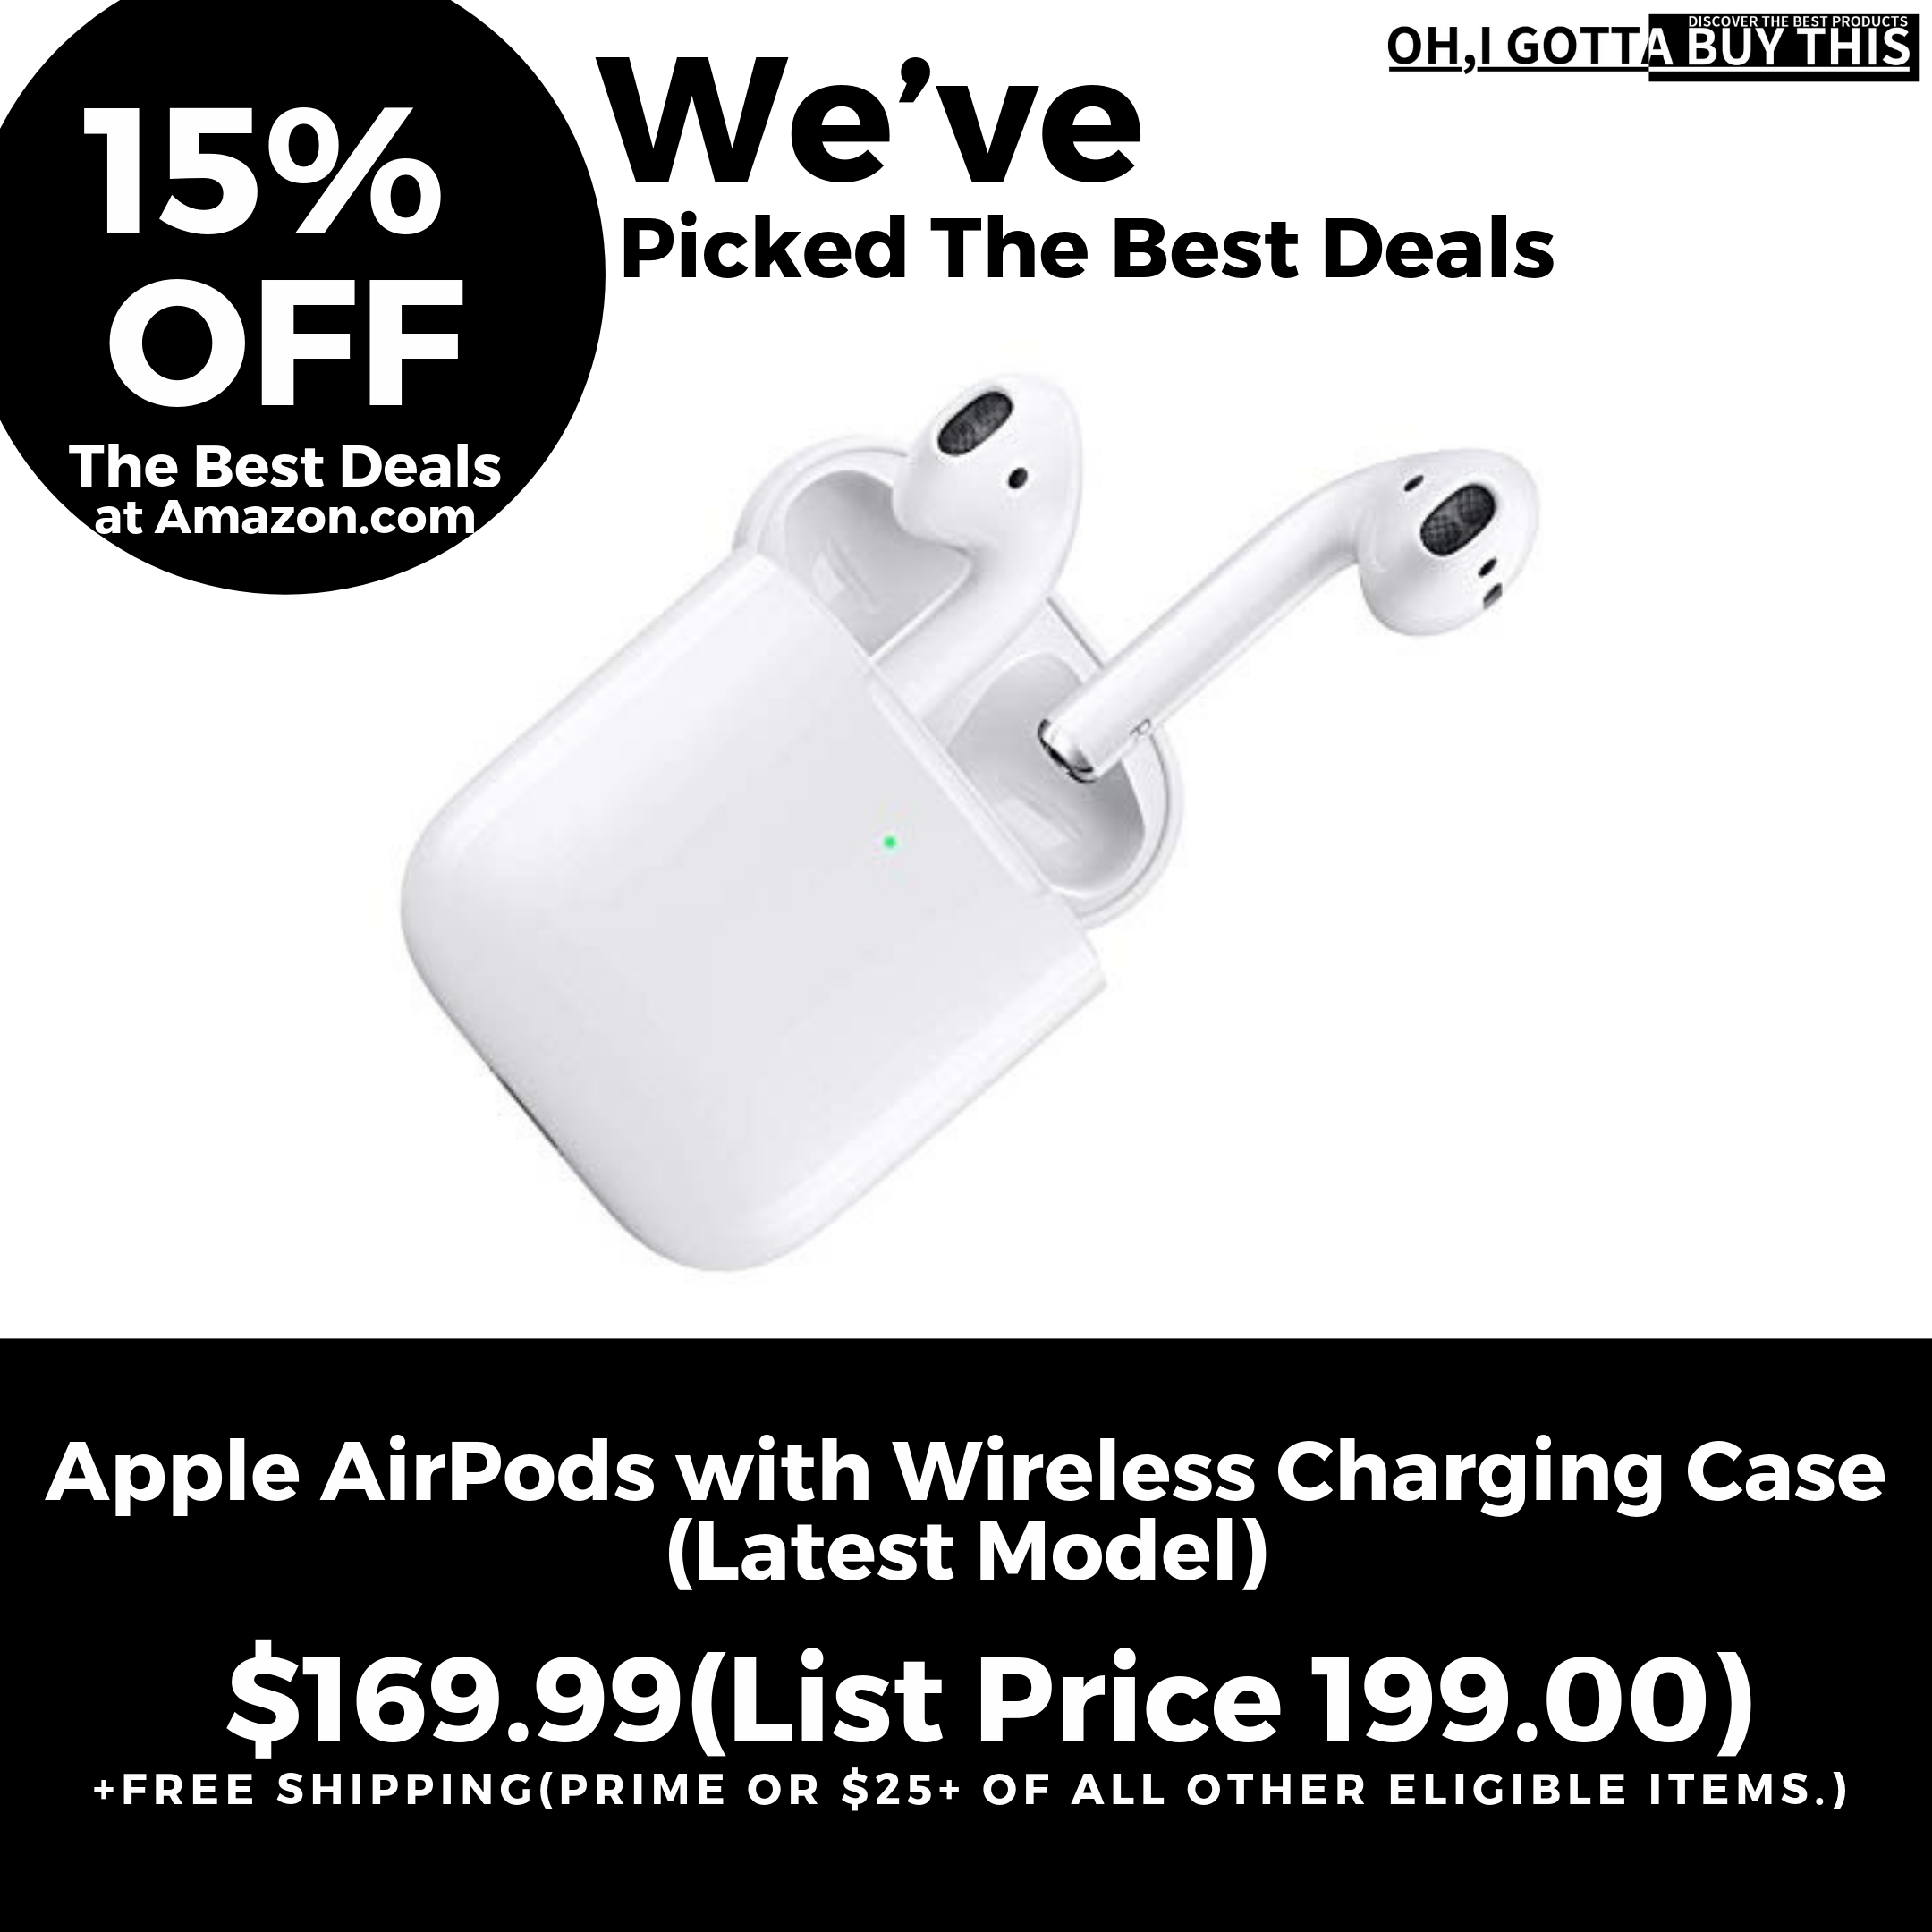 15%
OFF
The Best Deals
at Amazon.com
We've
Picked The Best Deals
DISCOVER THE BEST PRODUCTS
OH,I GOTTA BUY THIS
Apple AirPods with Wireless Charging Case
(Latest Model)
$169.99(List Price 199.00)
+FREE SHIPPING(PRIME OR $25+ OF ALL OTHER ELIGIBLE ITEMS.)